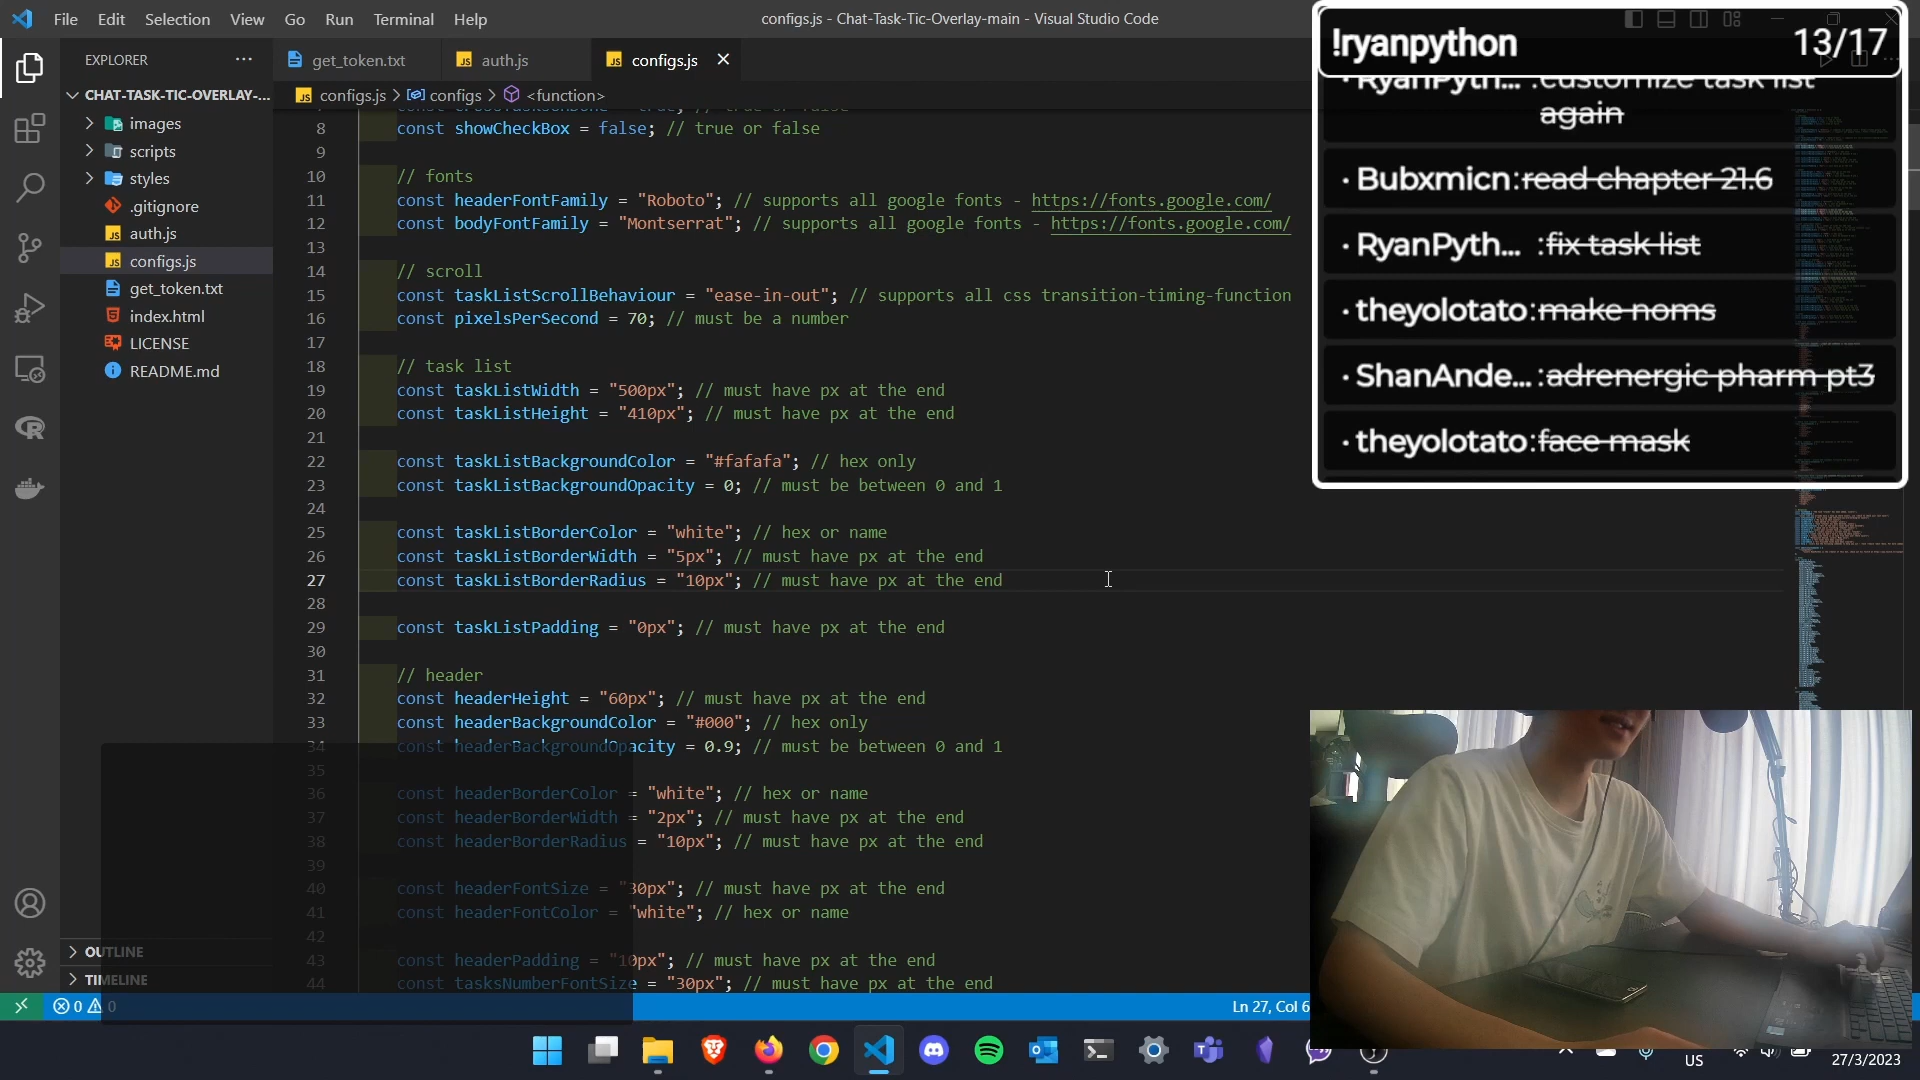 File Edit Selection View Go Run Terminal Help
configs.js - Chat-Task-Tic-Overlay-main - Visual Studio Code
EXPLORER
CHAT-TASK-TIC-OVERLAY-...
images
scripts
styles
.gitignore
auth.js
configs.js
get_token.txt
index.html
LICENSE
README.md
OUTLINE
TIMELINE
get_token.txt
auth.js
configs.js
configs.js > configs > <function>
8 const showCheckBox = false; // true or false
9
10 // fonts
11 const headerFontFamily = "Roboto"; // supports all google fonts - https://fonts.google.com/
12 const bodyFontFamily = "Montserrat"; // supports all google fonts - https://fonts.google.com/
13
14 // scroll
15 const taskListScrollBehaviour = "ease-in-out"; // supports all css transition-timing-function
16 const pixelsPerSecond = 70; // must be a number
17
18 // task list
19 const taskListWidth = "500px"; // must have px at the end
20 const taskListHeight = "410px"; // must have px at the end
21
22 const taskListBackgroundColor = "#fafafa"; // hex only
23 const taskListBackgroundOpacity = 0; // must be between 0 and 1
24
25 const taskListBorderColor = "white"; // hex or name
26 const taskListBorderWidth = "5px"; // must have px at the end
27 const taskListBorderRadius = "10px"; // must have px at the end
28
29 const taskListPadding = "0px"; // must have px at the end
30
31 // header
32 const headerHeight = "60px"; // must have px at the end
33 const headerBackgroundColor = "#000"; // hex only
34 const headerBackgroundOpacity = 0.9; // must be between 0 and 1
35
36 const headerBorderColor = "white"; // hex or name
37 const headerBorderWidth = "2px"; // must have px at the end
38 const headerBorderRadius = "10px"; // must have px at the end
39
40 const headerFontSize = "30px"; // must have px at the end
41 const headerFontColor = "white"; // hex or name
42
43 const headerPadding = "10px"; // must have px at the end
44 const tasksNumberFontSize = "30px"; // must have px at the end
!ryanpython 13/17
• RyanPyth... :customize task list
again
• Bubxmicn:read chapter 21.6
• RyanPyth... :fix task list
• theyolotato:make noms
• ShanAnde... :adrenergic pharm pt3
• theyolotato:face mask
0 0
Ln 27, Col 6
US
27/3/2023